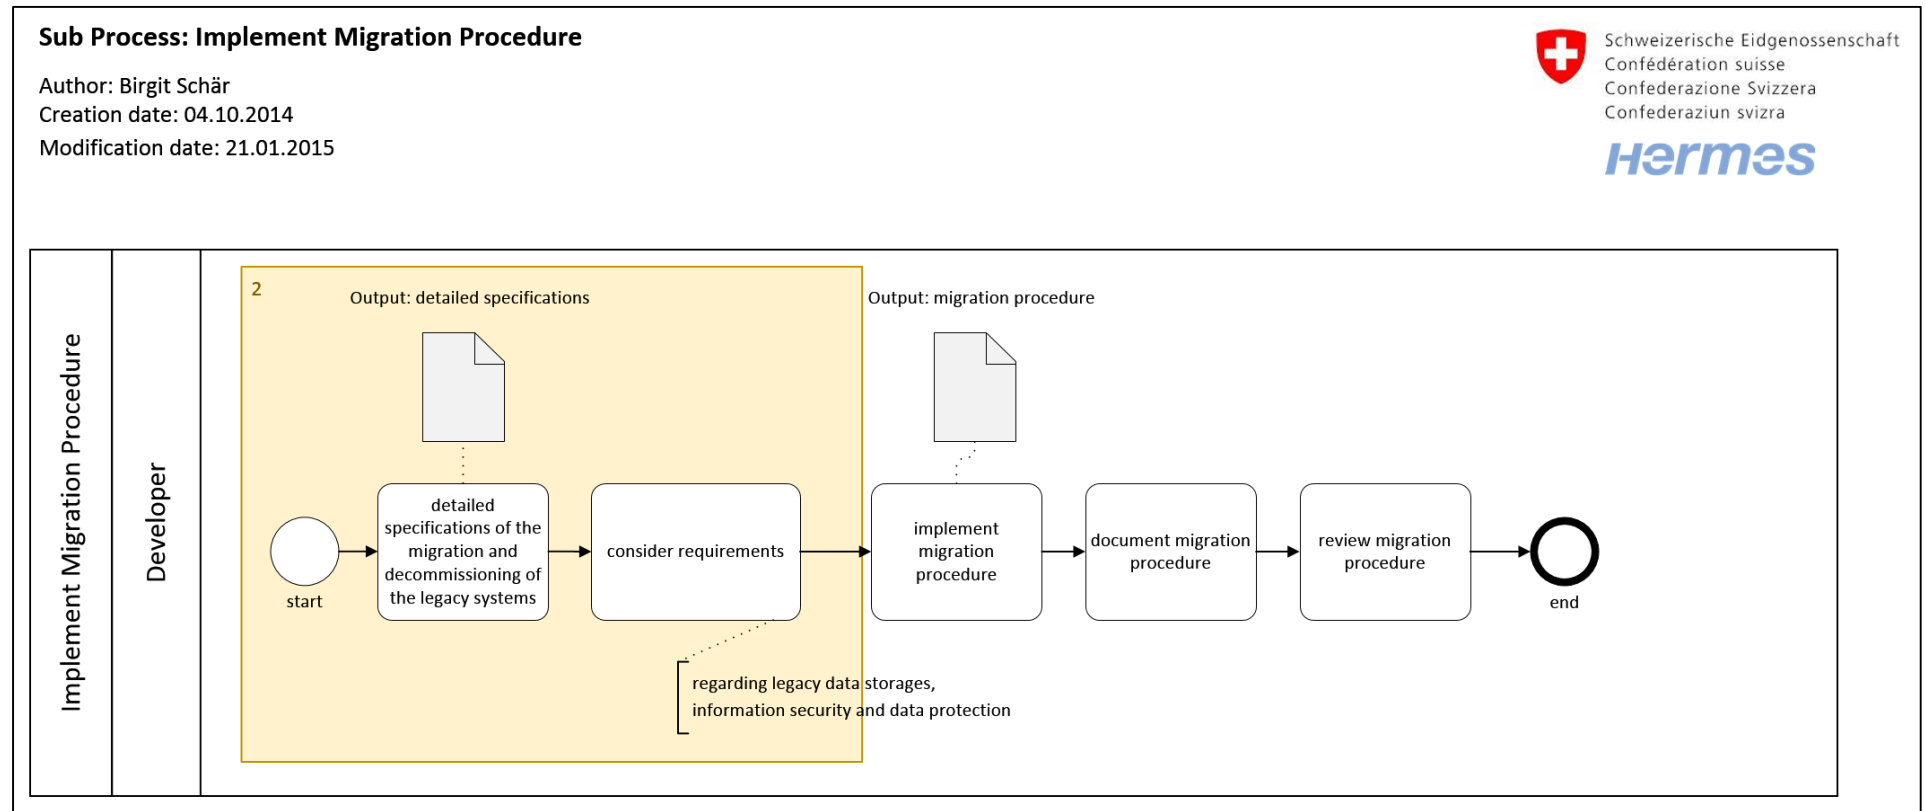 Sub Process: Implement Migration Procedure
Author: Birgit Schär
Creation date: 04.10.2014
Modification date: 21.01.2015
Schweizerische Eidgenossenschaft
Confédération suisse
Confederazione Svizzera
Confederaziun svizra
Hermes
Implement Migration Procedure
Developer
2
Output: detailed specifications
Output: migration procedure
start
detailed
specifications of the
migration and
decommissioning of
the legacy systems
consider requirements
implement
migration
procedure
document migration
procedure
review migration
procedure
end
regarding legacy data storages,
information security and data protection